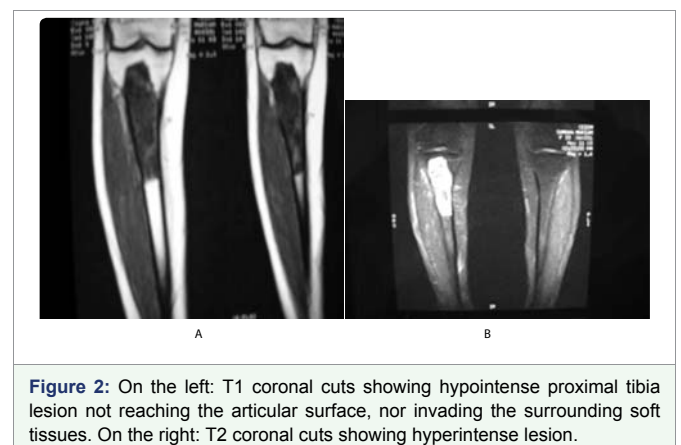 A
B
Figure 2: On the left: T1 coronal cuts showing hypointense proximal tibia
lesion not reaching the articular surface, nor invading the surrounding soft
tissues. On the right: T2 coronal cuts showing hyperintense lesion.